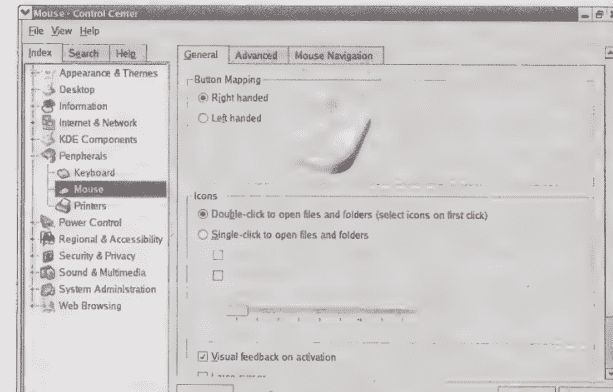 Mouse - Control Center
File View Help
Index Search Help
Appearance & Themes
Desktop
Information
Internet & Network
KDE Components
Peripherals
Keyboard
Mouse
Printers
Power Control
Regional & Accessibility
Security & Privacy
Sound & Multimedia
System Administration
Web Browsing
General Advanced Mouse Navigation
Button Mapping
Right handed
Left handed
Icons
Double-click to open files and folders (select icons on first click)
Single-click to open files and folders
Visual feedback on activation